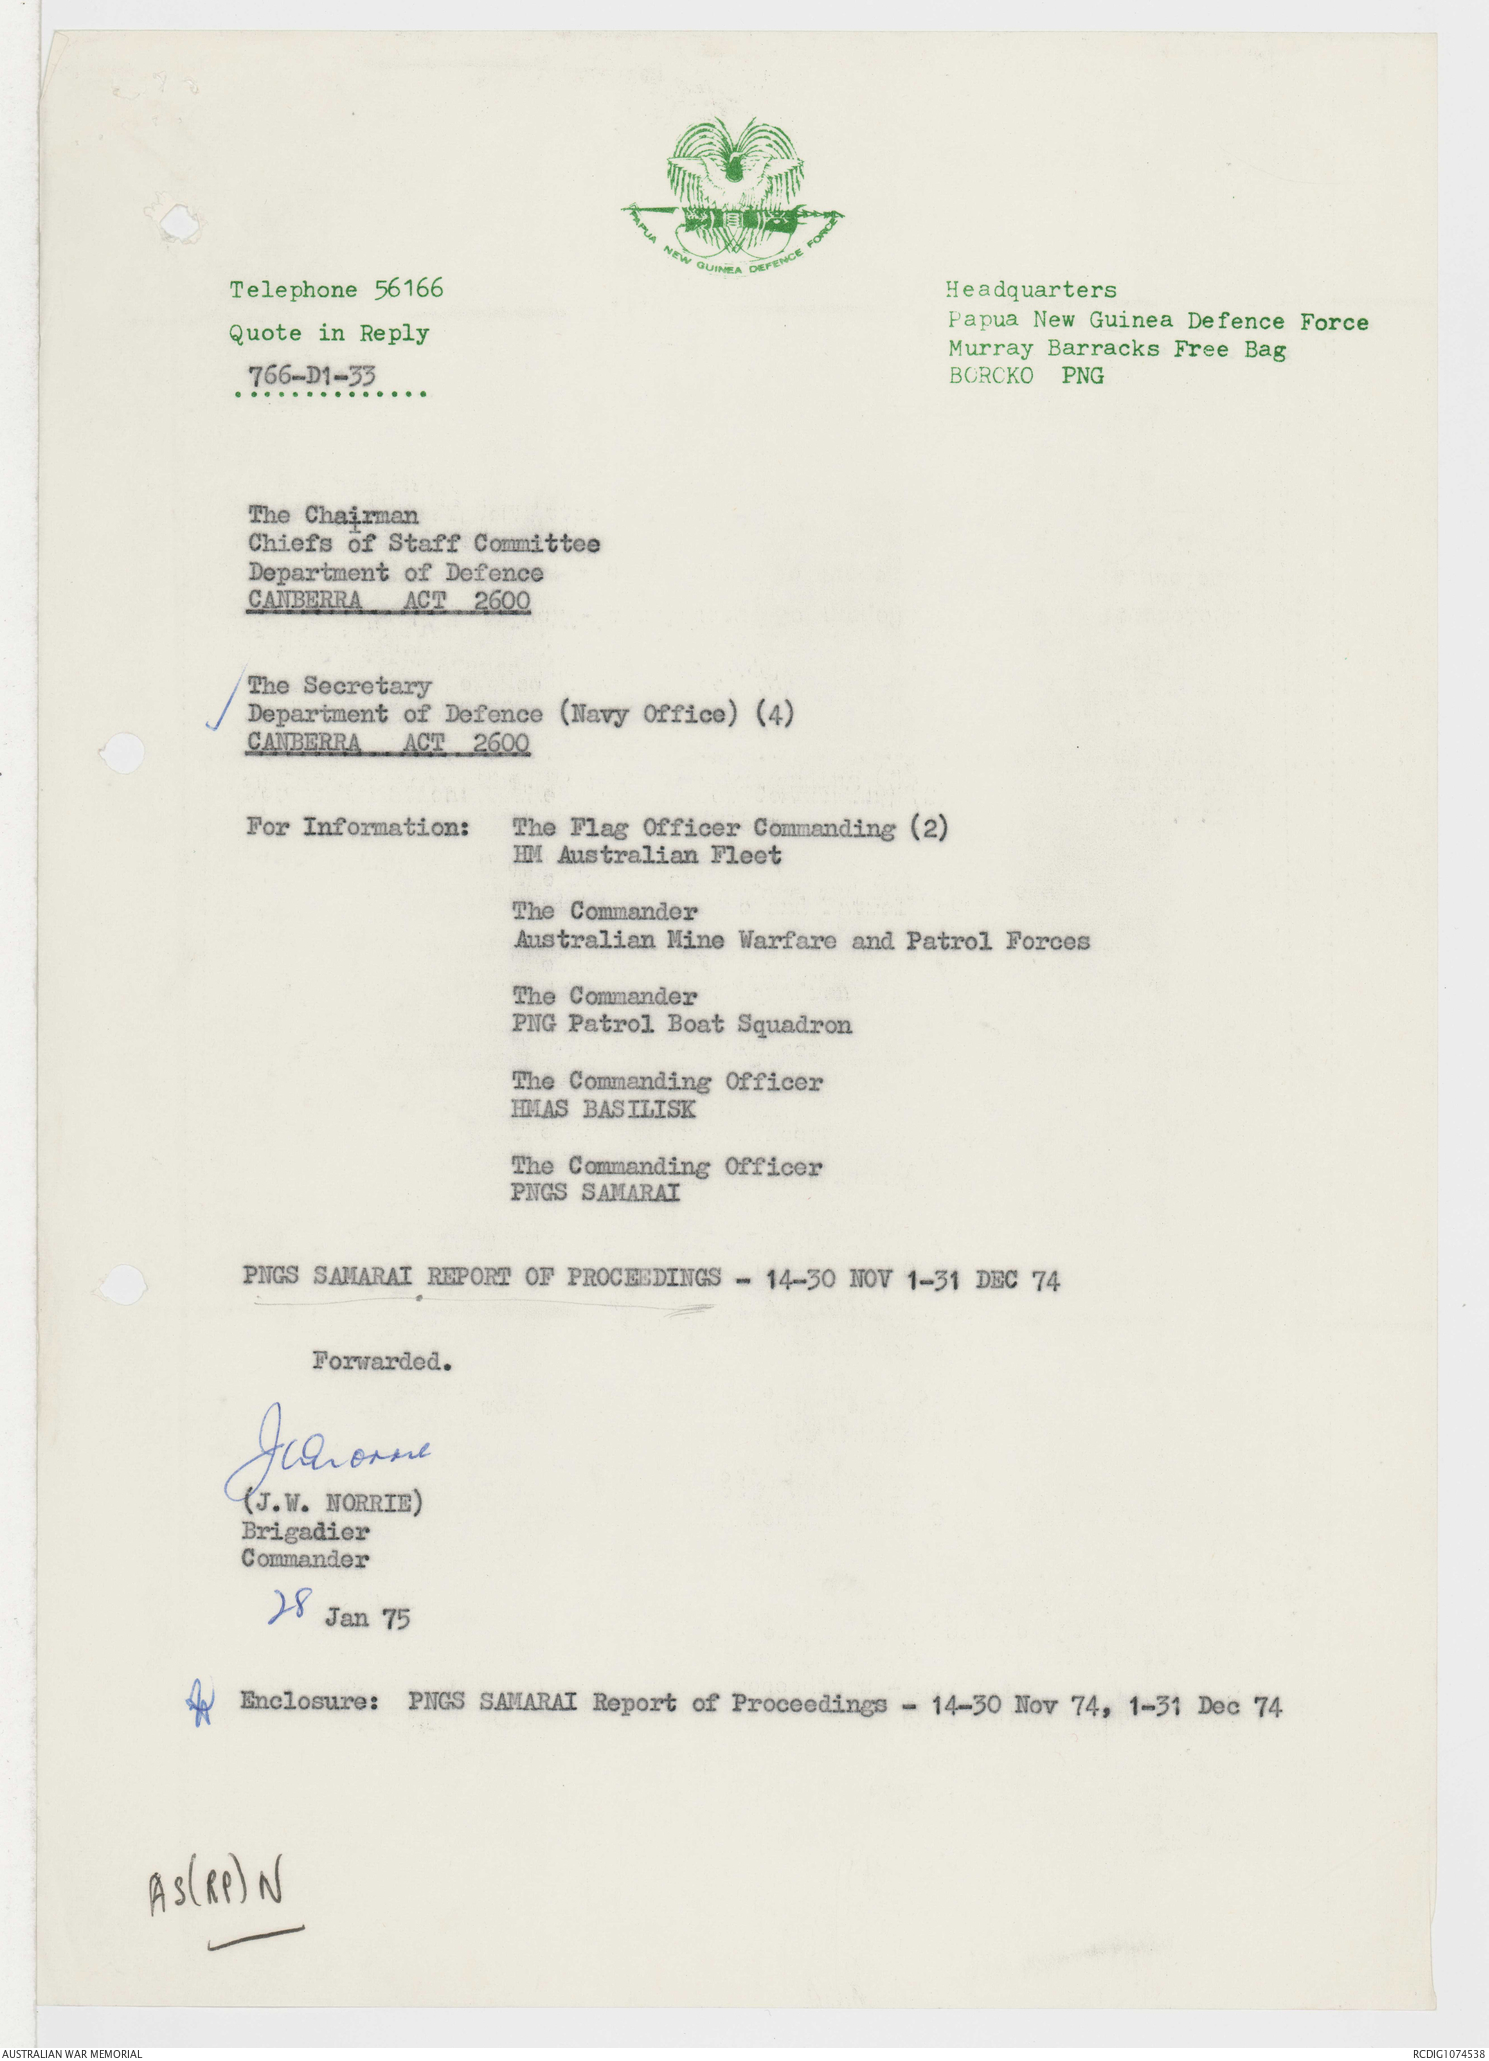 PAPUA NEW GUINEA DEFENCE FORCE
Telephone 56166
Quote in Reply
766-D1-33
..............
Headquarters
Papua New Guinea Defence Force
Murray Barracks Free Bag
BOROKO PNG
The Chairman
Chiefs of Staff Committee
Department of Defence
CANBERRA ACT 2600
The Secretary
Department of Defence (Navy Office) (4)
CANBERRA ACT 2600
For Information: The Flag Officer Commanding (2)
HM Australian Fleet
The Commander
Australian Mine Warfare and Patrol Forces
The Commander
PNG Patrol Boat Squadron
The Commanding Officer
HMAS BASILISK
The Commanding Officer
PNGS SAMARAI
PNGS SAMARAI REPORT OF PROCEEDINGS - 14-30 NOV 1-31 DEC 74
Forwarded.
(J.W. NORRIE)
Brigadier
Commander
28 Jan 75
Enclosure: PNGS SAMARAI Report of Proceedings - 14-30 Nov 74, 1-31 Dec 74
AS(RP)N
AUSTRALIAN WAR MEMORIAL
RCDIG1074538